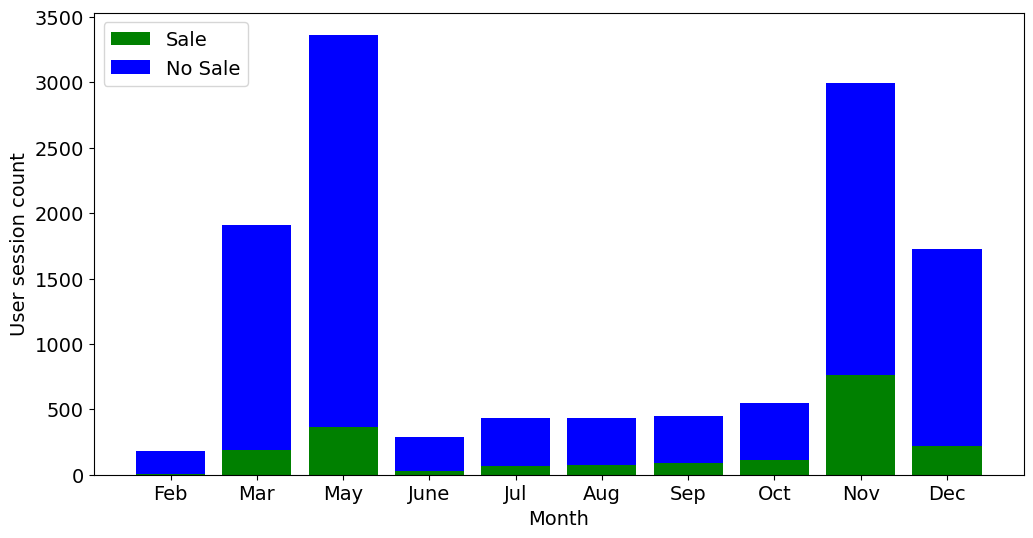 Sale
No Sale
3500
3000
2500
2000
1500
1000
500
0
User session count
Feb Mar May June Jul Aug Sep Oct Nov Dec
Month